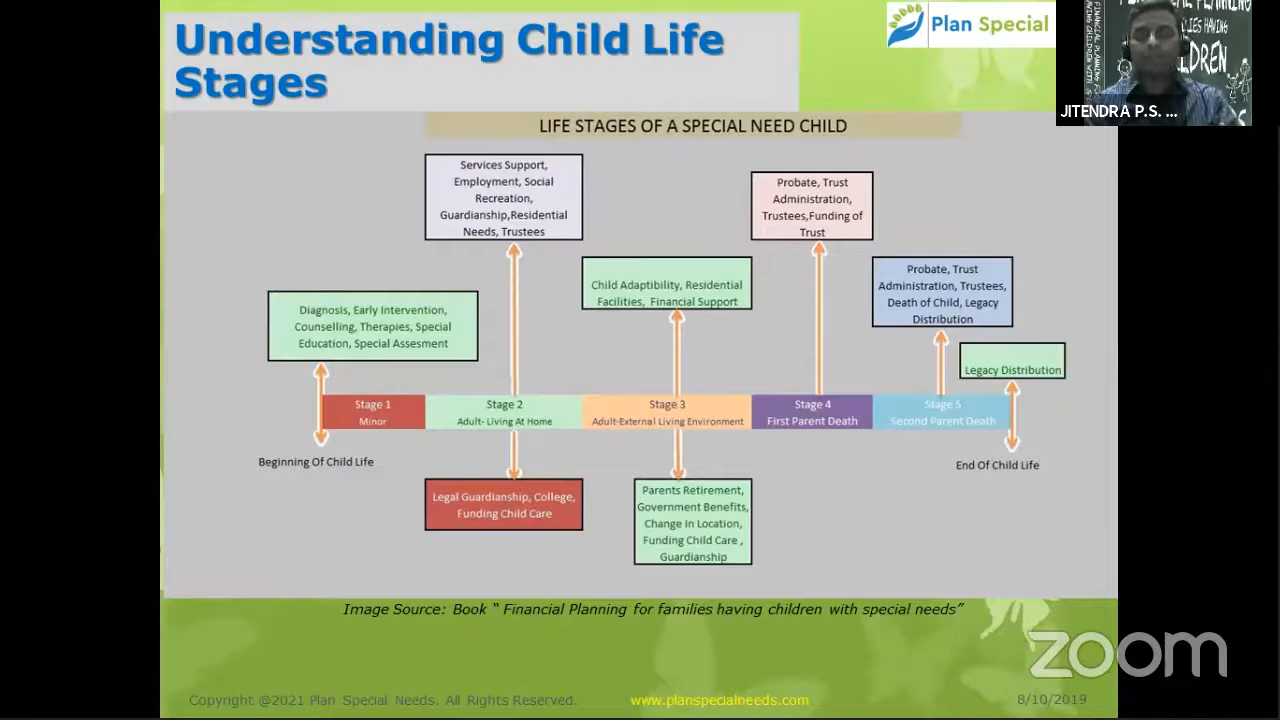 Understanding Child Life
Stages
Plan Special
JITENDRA P.S. ...
LIFE STAGES OF A SPECIAL NEED CHILD
Services Support,
Employment, Social
Recreation,
Guardianship,Residential
Needs, Trustees
Probate, Trust
Administration,
Trustees,Funding of
Trust
Child Adaptibility, Residential
Facilities, Financial Support
Probate, Trust
Administration, Trustees,
Death of Child, Legacy
Distribution
Diagnosis, Early Intervention,
Counselling, Therapies, Special
Education, Special Assesment
Legacy Distribution
Stage 1
Minor
Stage 2
Adult- Living At Home
Stage 3
Adult-External Living Environment
Stage 4
First Parent Death
Stage 5
Second Parent Death
Beginning Of Child Life
End Of Child Life
Legal Guardianship, College,
Funding Child Care
Parents Retirement,
Government Benefits,
Change in Location,
Funding Child Care ,
Guardianship
Image Source: Book “ Financial Planning for families having children with special needs”
zoom
Copyright @2021 Plan Special Needs. All Rights Reserved.
www.planspecialneeds.com
8/10/2019